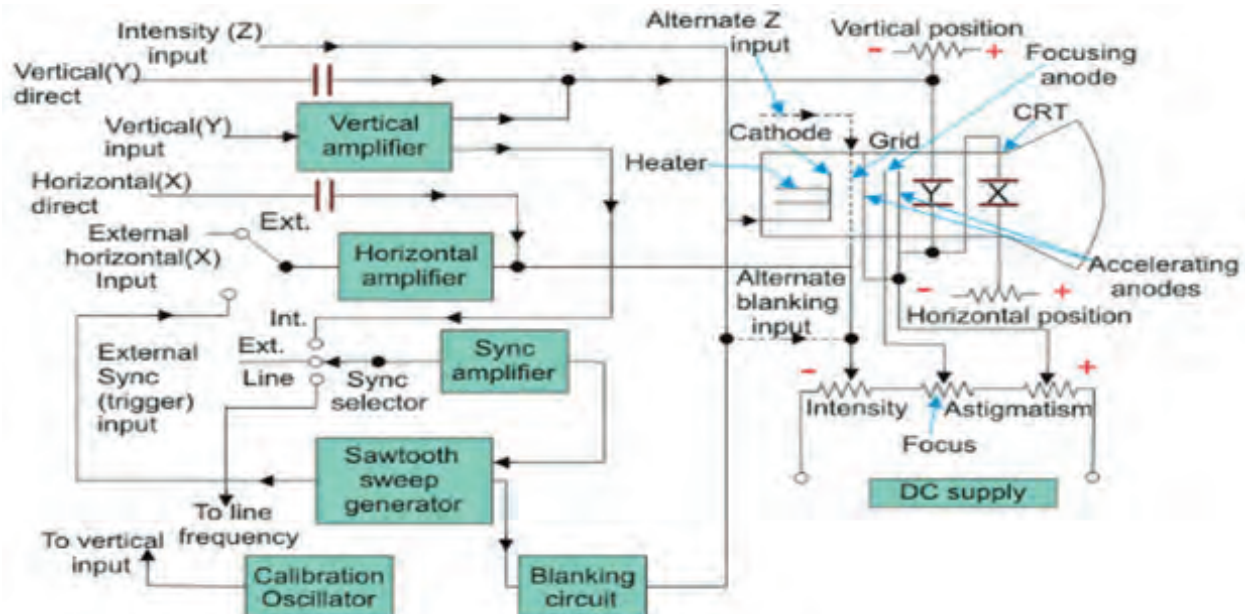 Intensity (Z)
input
Vertical(Y)
direct
Vertical(Y)
input
Vertical
amplifier
Horizontal(X)
direct
Ext.
External
horizontal(X)
Input
Horizontal
amplifier
Int.
External
Sync
(trigger)
input
Ext.
Line
Sync
selector
Sync
amplifier
Sawtooth
sweep
generator
To line
frequency
To vertical
input
Calibration
Oscillator
Blanking
circuit
Alternate Z
input
Vertical position
- +
Focusing
anode
CRT
Cathode
Grid
Heater
Y
X
Accelerating
anodes
Alternate
blanking
input
- +
Horizontal position
- +
Intensity
Astigmatism
Focus
DC supply